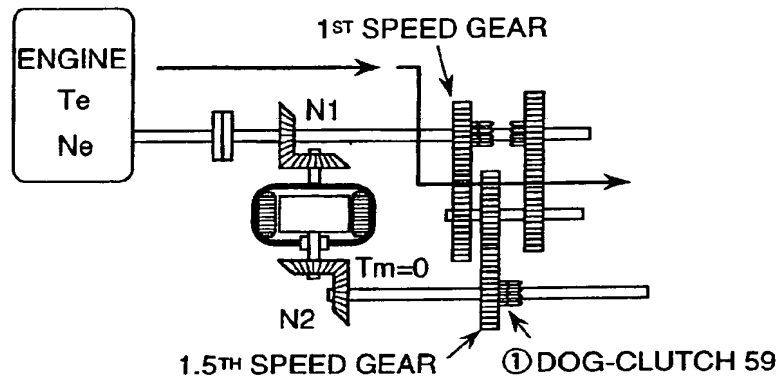 1ST SPEED GEAR
ENGINE
Te
Ne
N1
Tm=0
N2
1.5TH SPEED GEAR
①DOG-CLUTCH 59